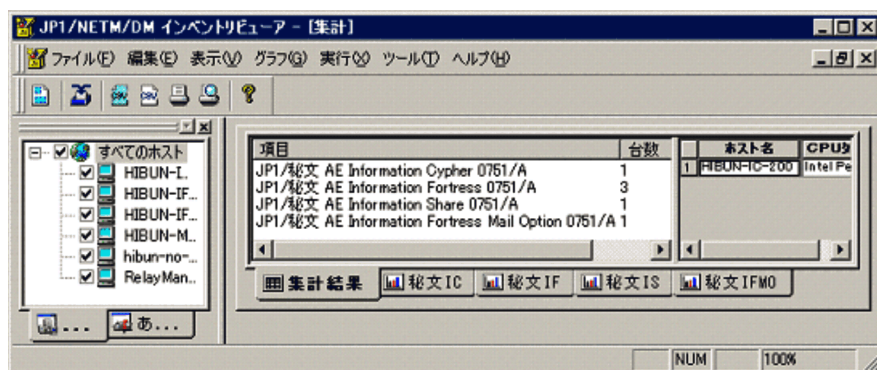 JP1/NETM/DM インベントリビューア - [集計]
ファイル(F) 編集(E) 表示(V) グラフ(G) 実行(X) ツール(T) ヘルプ(H)
すべてのホスト
HIBUN-I..
HIBUN-IF...
HIBUN-IF...
HIBUN-M...
hibun-no-...
RelayMan...
... あ...
項目 台数
JP1/秘文 AE Information Cypher 0751/A 1
JP1/秘文 AE Information Fortress 0751/A 3
JP1/秘文 AE Information Share 0751/A 1
JP1/秘文 AE Information Fortress Mail Option 0751/A 1
ホスト名 CPUタ
1 HIBUN-IC-200 Intel Pe
集計結果 秘文IC 秘文IF 秘文IS 秘文IFMO
NUM 100%